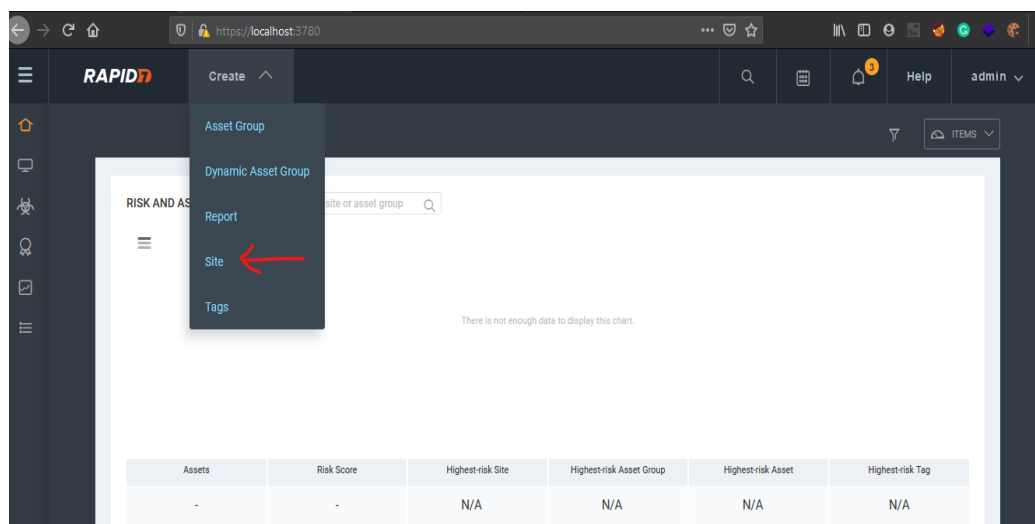 https://localhost:3780
RAPID7
Create
3
Help
admin
Asset Group
Dynamic Asset Group
Report
Site
Tags
ITEMS
RISK AND AS
site or asset group
There is not enough data to display this chart.
Assets Risk Score Highest-risk Site Highest-risk Asset Group Highest-risk Asset Highest-risk Tag
- - N/A N/A N/A N/A